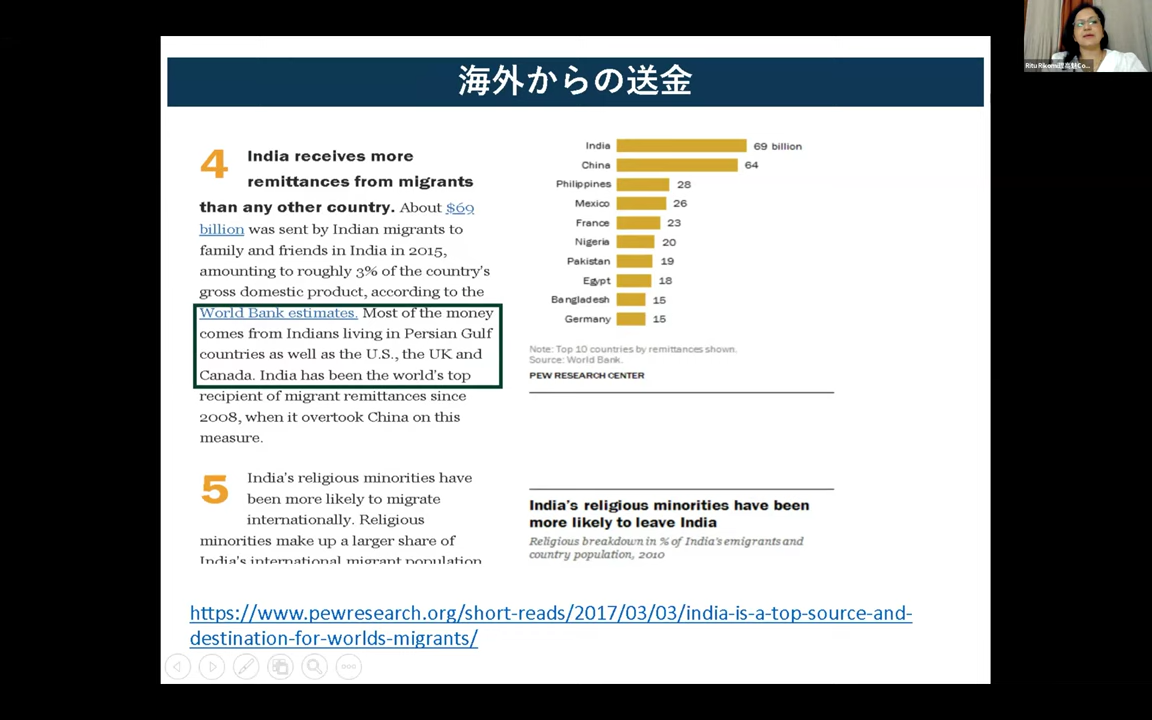 海外からの送金
4 India receives more
remittances from migrants
than any other country. About $69
billion was sent by Indian migrants to
family and friends in India in 2015,
amounting to roughly 3% of the country's
gross domestic product, according to the
World Bank estimates. Most of the money
comes from Indians living in Persian Gulf
countries as well as the U.S., the UK and
Canada. India has been the world's top
recipient of migrant remittances since
2008, when it overtook China on this
measure.
5 India's religious minorities have
been more likely to migrate
internationally. Religious
minorities make up a larger share of
India's international migrant population
India 69 billion
China 64
Philippines 28
Mexico 26
France 23
Nigeria 20
Pakistan 19
Egypt 18
Bangladesh 15
Germany 15
Note: Top 10 countries by remittances shown.
Source: World Bank.
PEW RESEARCH CENTER
India's religious minorities have been
more likely to leave India
Religious breakdown in % of India's emigrants and
country population, 2010
https://www.pewresearch.org/short-reads/2017/03/03/india-is-a-top-source-and-
destination-for-worlds-migrants/
Ritu